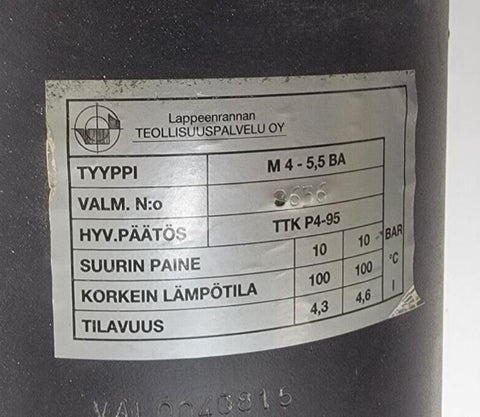 Lappeenrannan
TEOLLISUUSPALVELU OY
TYYPPI M 4 - 5,5 BA
VALM. N:o
HYV.PÄÄTÖS TTK P4-95
SUURIN PAINE 10 10 BAR
KORKEIN LÄMPÖTILA 100 100 °C
TILAVUUS 4,3 4,6 l